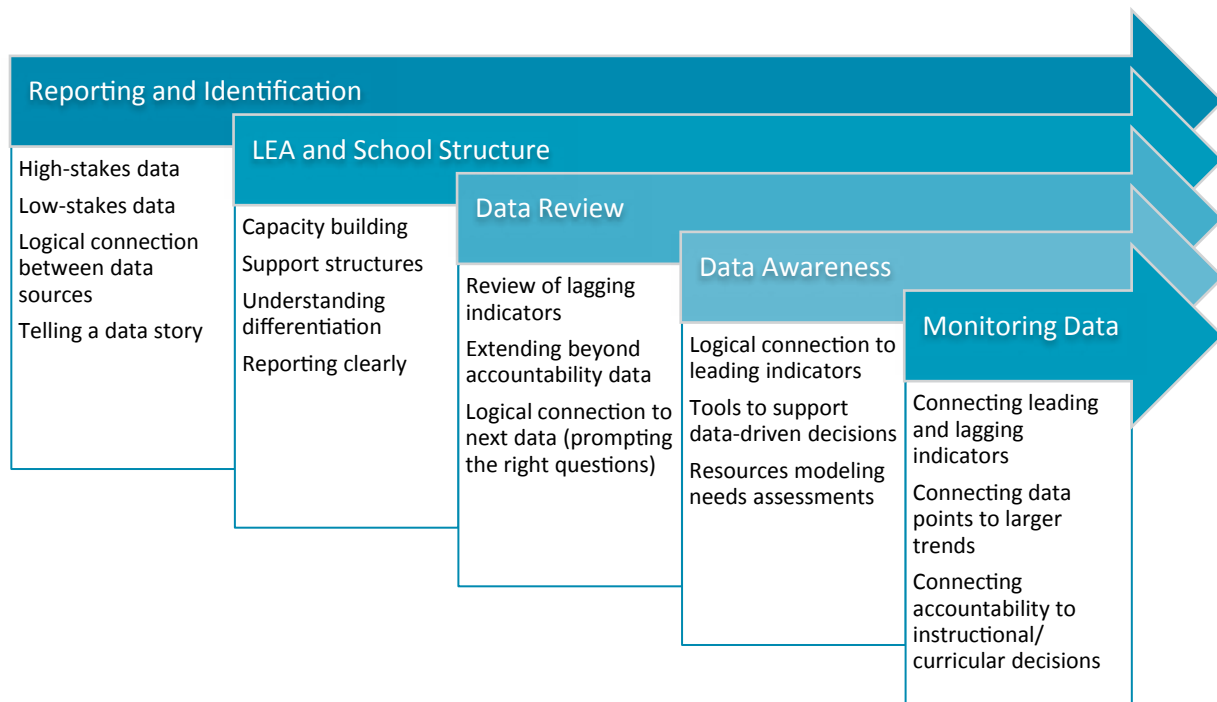 Reporting and Identification
High-stakes data
Low-stakes data
Logical connection
between data
sources
Telling a data story
LEA and School Structure
Capacity building
Support structures
Understanding
differentiation
Reporting clearly
Data Review
Review of lagging
indicators
Extending beyond
accountability data
Logical connection to
next data (prompting
the right questions)
Data Awareness
Logical connection to
leading indicators
Tools to support
data-driven decisions
Resources modeling
needs assessments
Monitoring Data
Connecting leading
and lagging
indicators
Connecting data
points to larger
trends
Connecting
accountability to
instructional/
curricular decisions